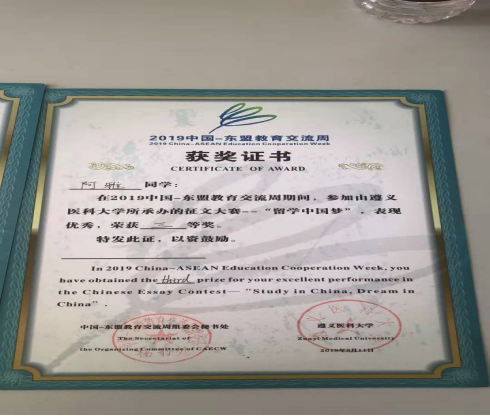 2019中国-东盟教育交流周
2019 China-ASEAN Education Cooperation Week
获奖证书
CERTIFICATE OF AWARD
阿雅 同学:
在2019中国-东盟教育交流周期间,参加由遵义
医科大学所承办的征文大赛--“留学中国梦”,表现
优秀,荣获 三 等奖。
特发此证,以资鼓励。
In 2019 China-ASEAN Education Cooperation Week, you
have obtained the third prize for your excellent performance in
the Chinese Essay Contest— “Study in China, Dream in
China”.
中国-东盟教育交流周组委会秘书处
The Secretariat of
the Organizing Committee of CAECW
遵义医科大学
Zunyi Medical University